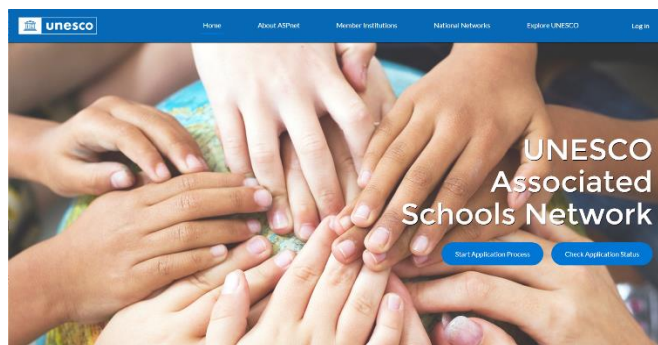 unesco
Home About ASPnet Member Institutions National Networks Explore UNESCO Log in
UNESCO
Associated
Schools Network
Start Application Process Check Application Status